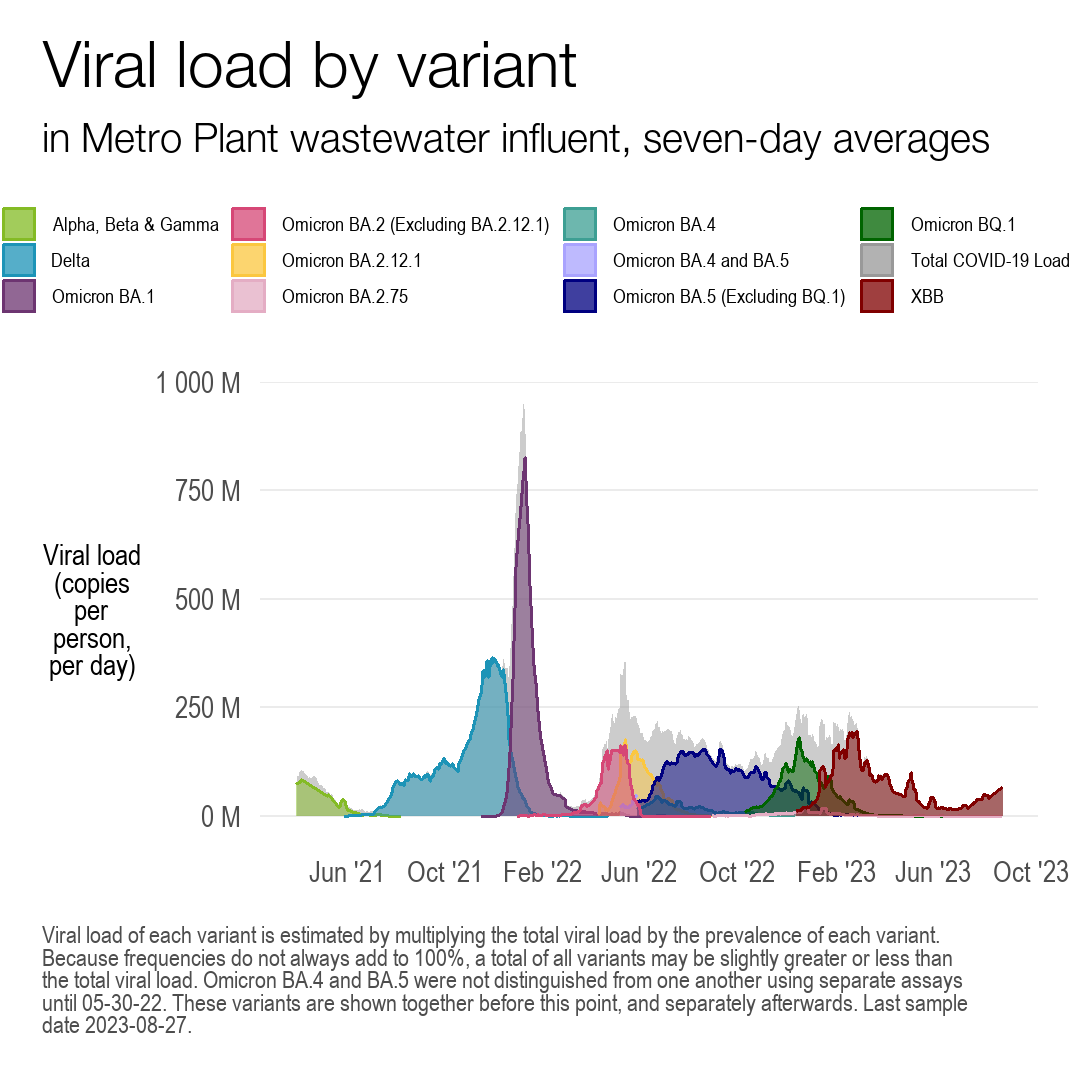 Viral load by variant
in Metro Plant wastewater influent, seven-day averages
Alpha, Beta & Gamma
Omicron BA.2 (Excluding BA.2.12.1)
Omicron BA.4
Omicron BQ.1
Delta
Omicron BA.2.12.1
Omicron BA.4 and BA.5
Total COVID-19 Load
Omicron BA.1
Omicron BA.2.75
Omicron BA.5 (Excluding BQ.1)
XBB
1 000 M
750 M
500 M
250 M
0 M
Viral load
(copies
per
person,
per day)
Jun '21
Oct '21
Feb '22
Jun '22
Oct '22
Feb '23
Jun '23
Oct '23
Viral load of each variant is estimated by multiplying the total viral load by the prevalence of each variant.
Because frequencies do not always add to 100%, a total of all variants may be slightly greater or less than
the total viral load. Omicron BA.4 and BA.5 were not distinguished from one another using separate assays
until 05-30-22. These variants are shown together before this point, and separately afterwards. Last sample
date 2023-08-27.